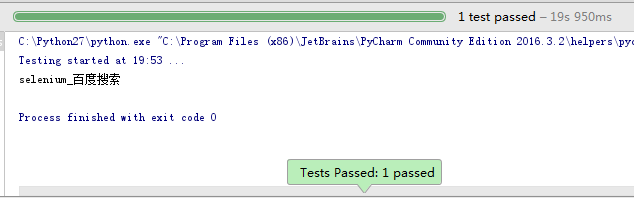 1 test passed – 19s 950ms
C:\Python27\python.exe "C:\Program Files (x86)\JetBrains\PyCharm Community Edition 2016.3.2\helpers\pyc
Testing started at 19:53 ...
selenium_百度搜索
Process finished with exit code 0
Tests Passed: 1 passed